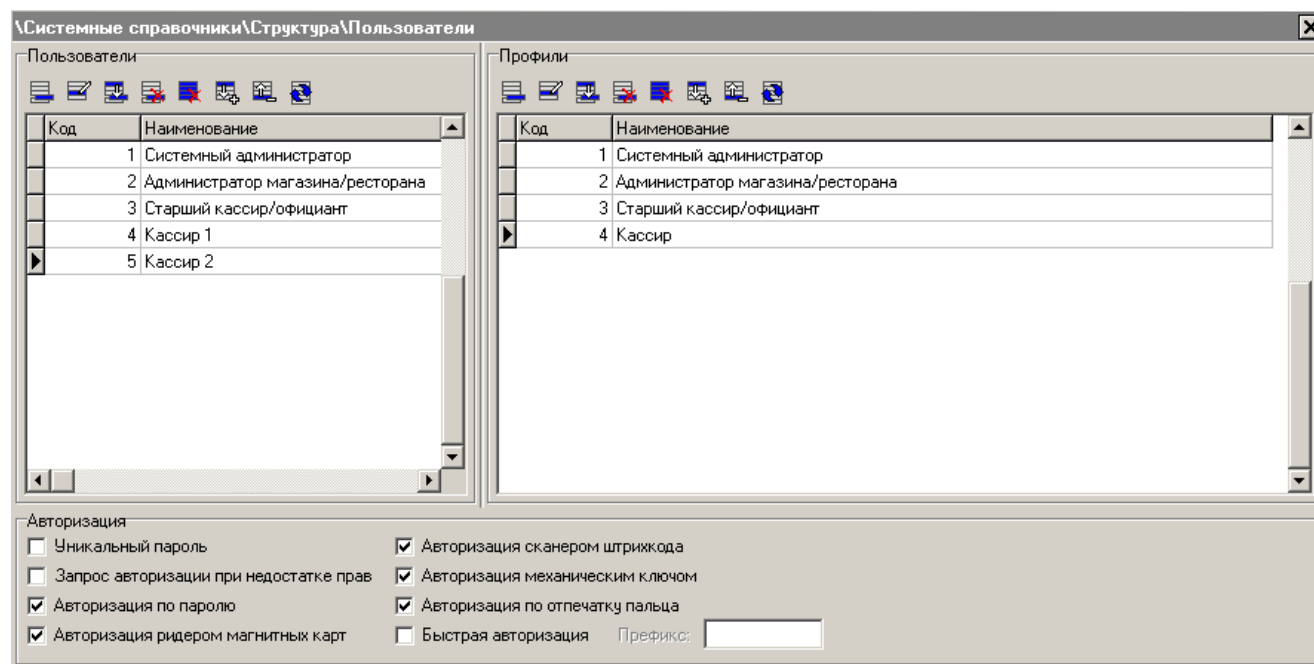 \Системные справочники\Структура\Пользователи
Пользователи
Код Наименование
1 Системный администратор
2 Администратор магазина/ресторана
3 Старший кассир/официант
4 Кассир 1
5 Кассир 2
Профили
Код Наименование
1 Системный администратор
2 Администратор магазина/ресторана
3 Старший кассир/официант
4 Кассир
Авторизация
Уникальный пароль
Запрос авторизации при недостатке прав
Авторизация по паролю
Авторизация ридером магнитных карт
Авторизация сканером штрихкода
Авторизация механическим ключом
Авторизация по отпечатку пальца
Быстрая авторизация Префикс: